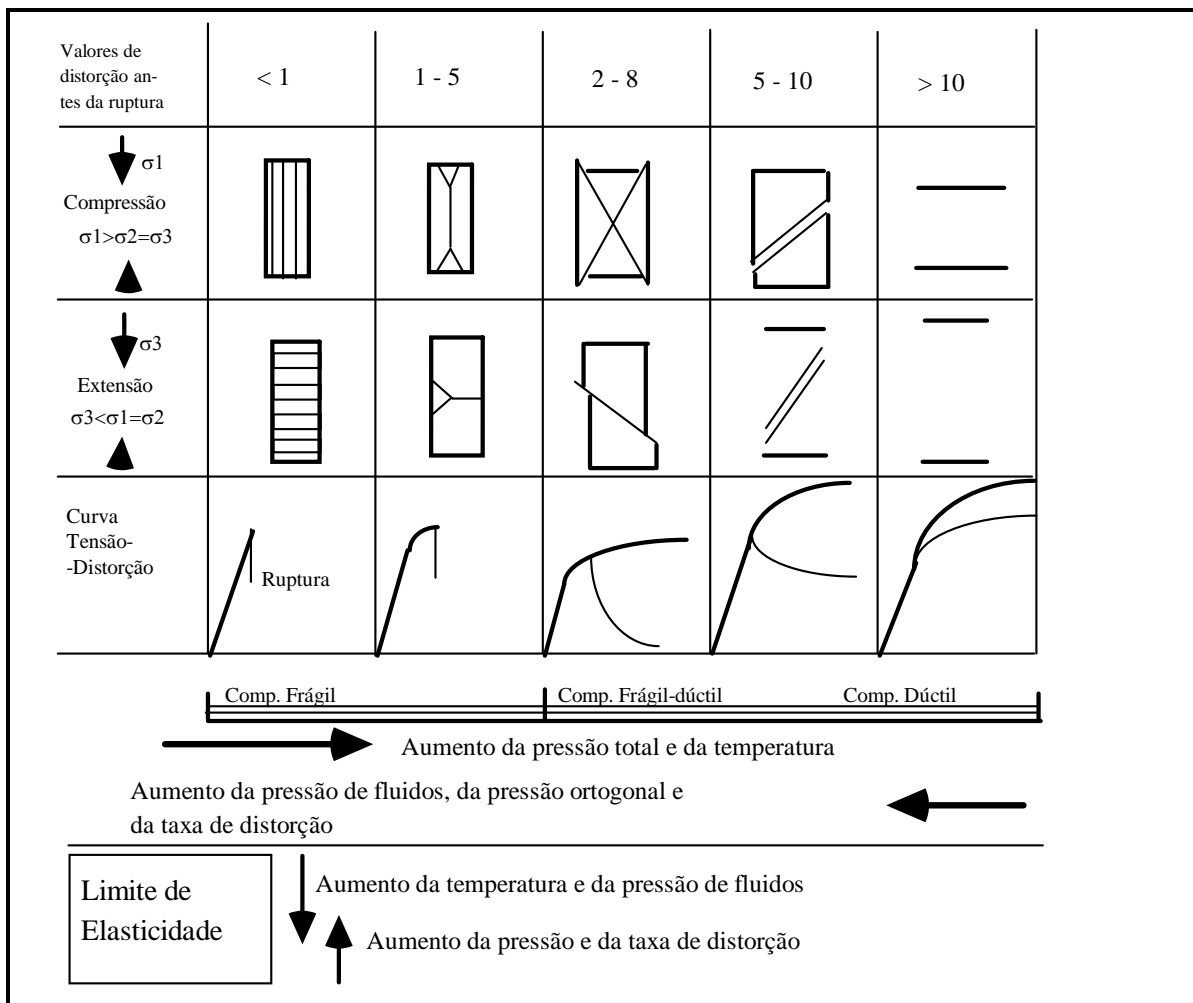 Valores de
distorção an-
tes da ruptura
< 1
1 - 5
2 - 8
5 - 10
> 10
σ1
Compressão
σ1>σ2=σ3
σ3
Extensão
σ3<σ1=σ2
Curva
Tensão-
-Distorção
Ruptura
Comp. Frágil
Comp. Frágil-dúctil
Comp. Dúctil
Aumento da pressão total e da temperatura
Aumento da pressão de fluidos, da pressão ortogonal e
da taxa de distorção
Limite de
Elasticidade
Aumento da temperatura e da pressão de fluidos
Aumento da pressão e da taxa de distorção